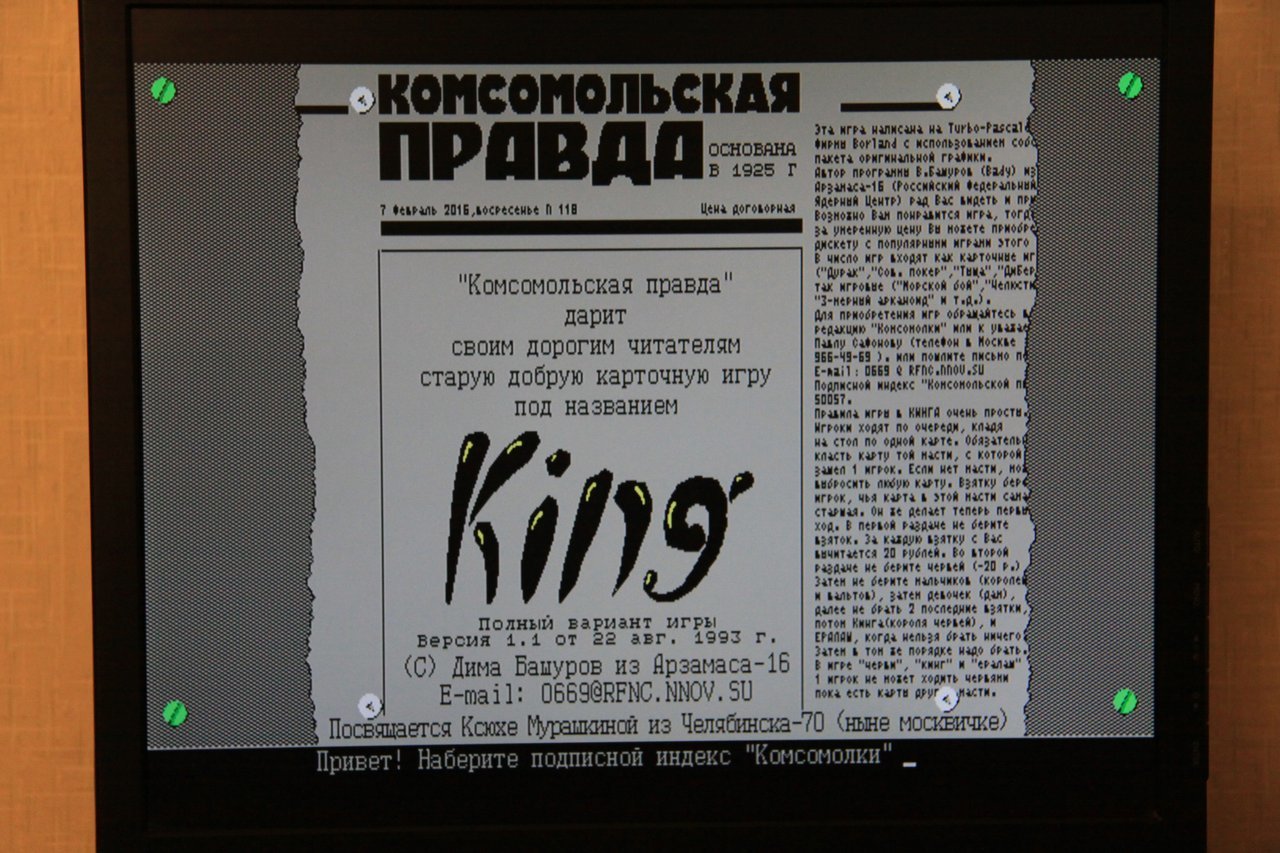 КОМСОМОЛЬСКАЯ
ПРАВДА
ОСНОВАНА
В 1925 Г
7 Февраль 2016,воскресенье П 118
Цена договорная
"Комсомольская правда"
дарит
своим дорогим читателям
старую добрую карточную игру
под названием
King
Полный вариант игры
Версия 1.1 от 22 авг. 1993 г.
(C) Дима Башуров из Арзамаса-16
E-mail: 0669@RFNC.NNOV.SU
Эта игра написана на Turbo-Pascale
фирмы Borland с использованием
пакета оригинальной графики.
Автор программы В.Башуров (Bady) из
Арзамаса-16 (Российский Федеральный
Ядерный Центр) рад Вас видеть и
Возможно Вам понравится игра,
за умеренную цену Вы можете
дискету с популярными играми этого
В число игр входят как карточные
("Дурак","Сов. покер","Тыща",
так игровые ("Морской бой",
"3-мерный арканоид" и т.д.).
Для приобретения игр обращайтесь в
редакцию "Комсомолки" или к
Павлу Сафонову (телефон в Москве
966-49-69 ). или пошлите письмо
E-mail: 0669 @ RFNC.NNOV.SU
Подписной индекс "Комсомольской
50057.
Правила игры в КИНГА очень просты.
Игроки ходят по очереди, кладя
на стол по одной карте.
класть карту той масти, с которой
зашел 1 игрок. Если нет масти,
выбросить любую карту. Взятку
игрок, чья карта в этой масти
старшая. Он же делает теперь
ход. В первой раздаче не берите
взяток. За каждую взятку с Вас
вычитается 20 рублей. Во второй
раздаче не берите червей (-20 р.)
Затем не берите мальчиков (королей
и вальтов), затем девочек (дам),
далее не брать 2 последние взятки,
потом Кинга(короля червей), и
ЕРАЛАШ, когда нельзя брать ничего
Затем в том же порядке надо брать.
В игре "черви", "кинг" и "ералаш"
1 игрок не может ходить червями
пока есть карты другой масти.
Посвящается Ксюхе Мурашкиной из Челябинска-70 (ныне москвичке)
Привет! Наберите подписной индекс "Комсомолки" _